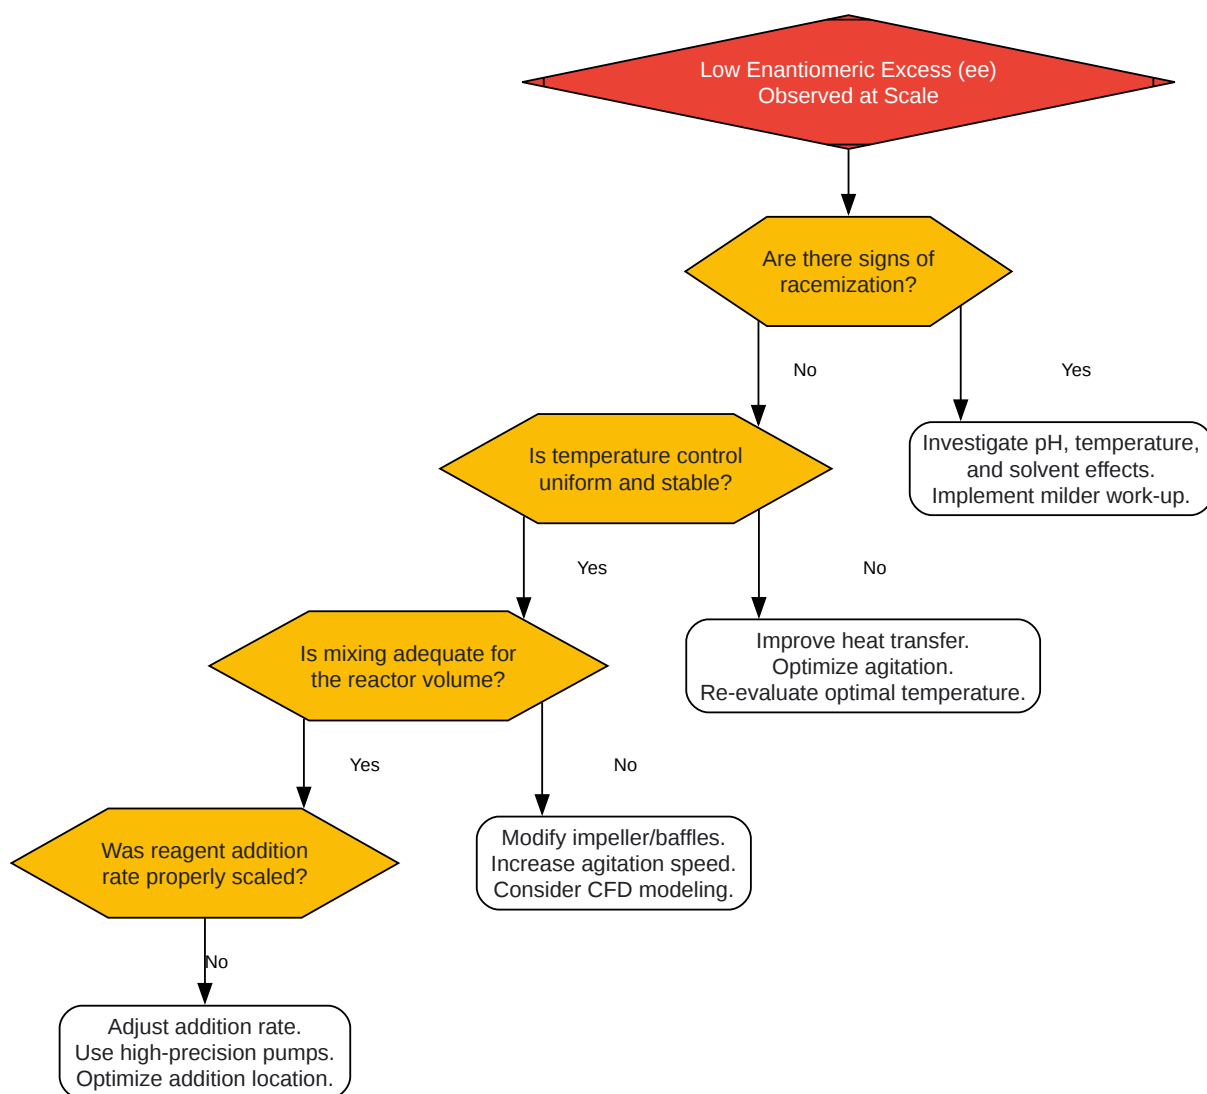 Low Enantiomeric Excess (ee)
Observed at Scale
Are there signs of
racemization?
No
Yes
Is temperature control
uniform and stable?
Investigate pH, temperature,
and solvent effects.
Implement milder work-up.
Yes
No
Is mixing adequate for
the reactor volume?
Improve heat transfer.
Optimize agitation.
Re-evaluate optimal temperature.
Yes
No
Was reagent addition
rate properly scaled?
Modify impeller/baffles.
Increase agitation speed.
Consider CFD modeling.
No
Adjust addition rate.
Use high-precision pumps.
Optimize addition location.